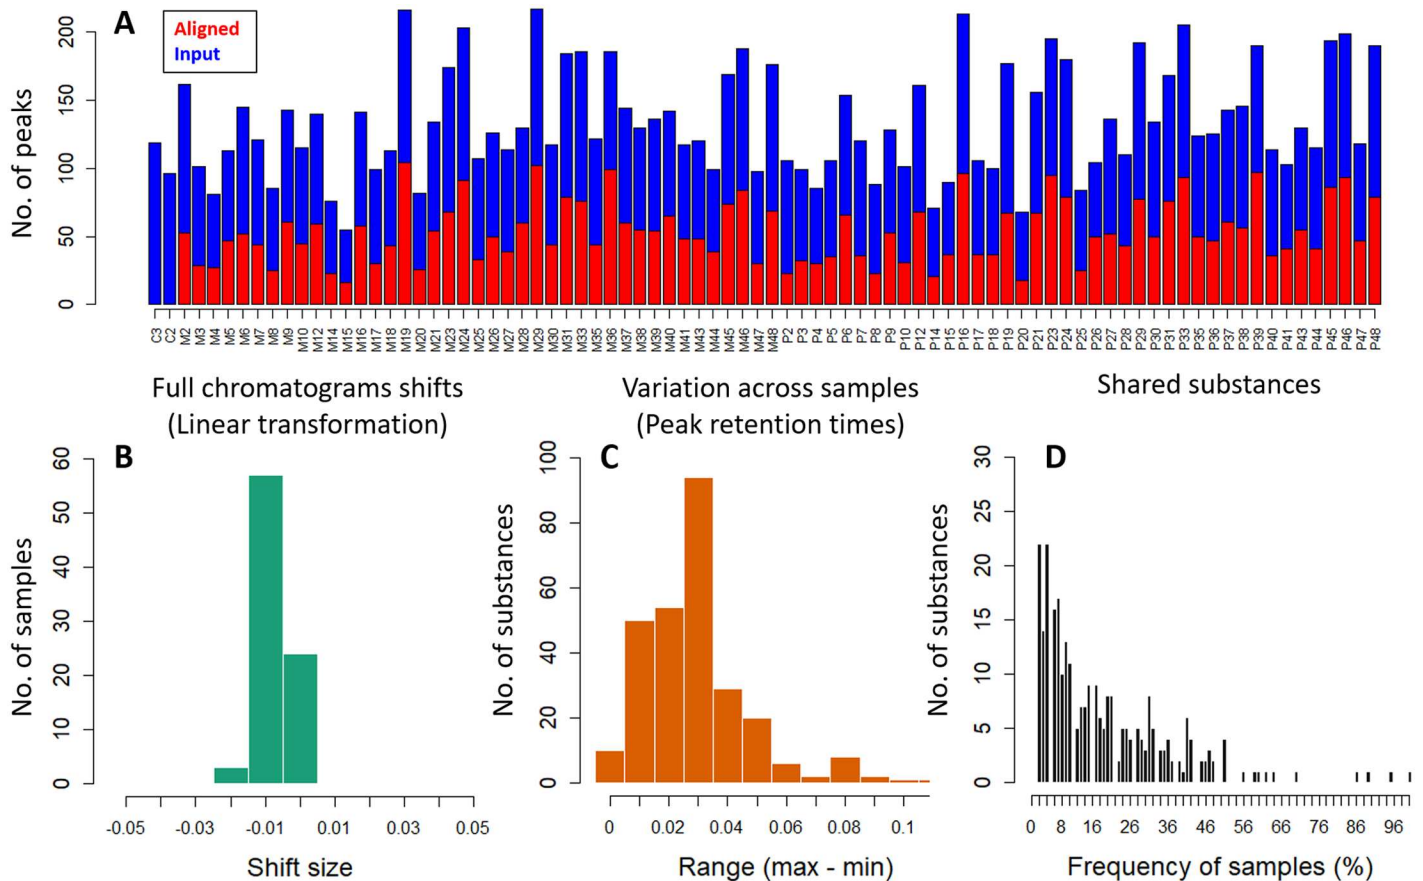 A
Aligned
Input
No. of peaks
0 50 100 150 200
C3 C2 M2 M3 M4 M5 M6 M7 M8 M9 M10 M12 M14 M15 M16 M17 M18 M19 M20 M21 M23 M24 M25 M26 M27 M28 M29 M30 M31 M33 M35 M36 M37 M38 M39 M40 M41 M43 M44 M45 M46 M47 M48 P2 P3 P4 P5 P6 P7 P8 P9 P10 P12 P14 P15 P16 P17 P18 P19 P20 P21 P23 P24 P25 P26 P27 P28 P29 P30 P31 P33 P35 P36 P37 P38 P39 P40 P41 P43 P44 P45 P46 P47 P48
Full chromatograms shifts
(Linear transformation)
B
No. of samples
0 10 20 30 40 50 60
-0.05 -0.03 -0.01 0.01 0.03 0.05
Shift size
Variation across samples
(Peak retention times)
C
No. of substances
0 20 40 60 80 100
0 0.02 0.04 0.06 0.08 0.1
Range (max - min)
Shared substances
D
No. of substances
0 5 10 15 20 25 30
0 8 16 26 36 46 56 66 76 86 96
Frequency of samples (%)